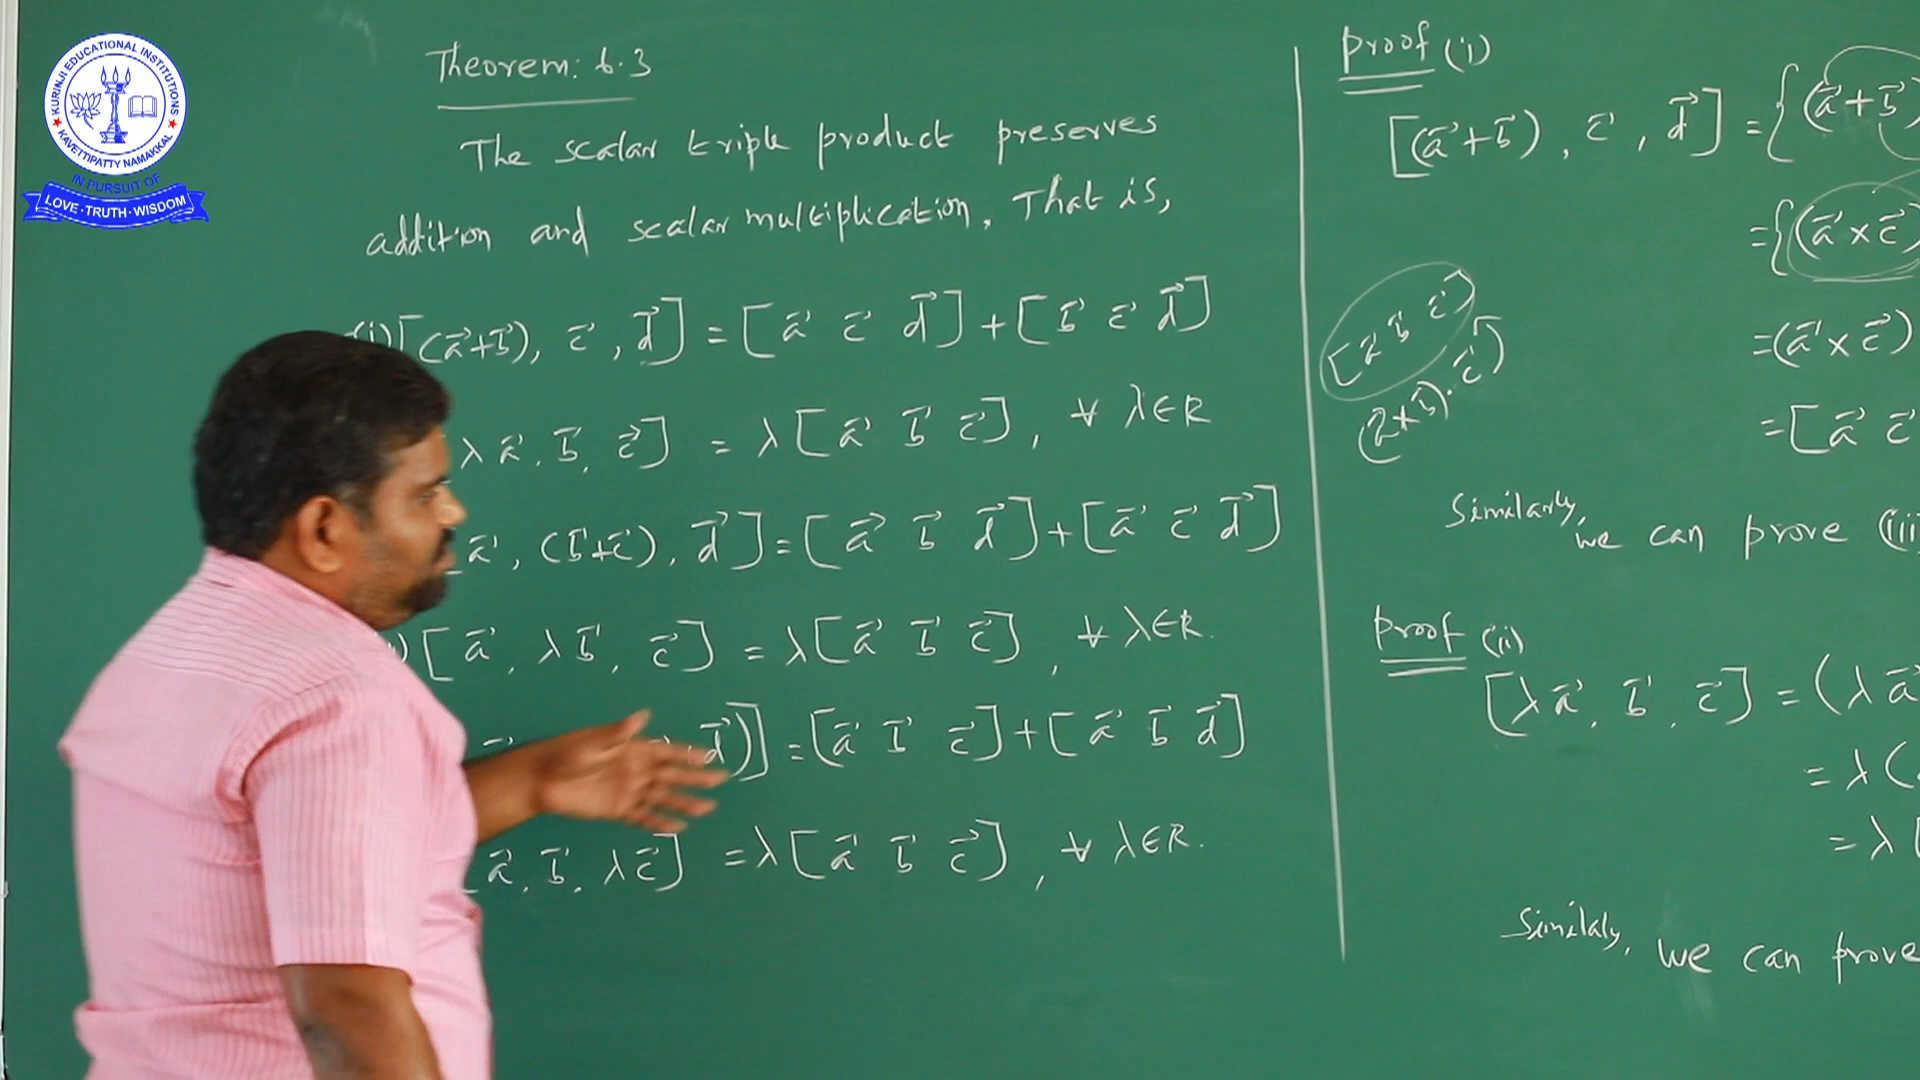 KURINJI EDUCATIONAL INSTITUTIONS
KAVETTIPATTY NAMAKKAL
IN PURSUIT OF
LOVE · TRUTH · WISDOM
Theorem: 6.3
The scalar triple product preserves
addition and scalar multiplication. That is,
(i) [(a⃗+b⃗), c⃗, d⃗] = [a⃗ c⃗ d⃗] + [b⃗ c⃗ d⃗]
λa⃗, b⃗, c⃗] = λ[a⃗ b⃗ c⃗], ∀ λ∈R
a⃗, (b⃗+c⃗), d⃗] = [a⃗ b⃗ d⃗] + [a⃗ c⃗ d⃗]
) [a⃗, λb⃗, c⃗] = λ[a⃗ b⃗ c⃗], ∀ λ∈R.
d⃗)] = [a⃗ b⃗ c⃗] + [a⃗ b⃗ d⃗]
[a⃗, b⃗, λc⃗] = λ[a⃗ b⃗ c⃗], ∀ λ∈R.
Proof (i)
[(a⃗+b⃗), c⃗, d⃗] = {(a⃗+b⃗)
= {(a⃗×c⃗)
= (a⃗×c⃗)
= [a⃗ c⃗
[a⃗ b⃗ c⃗]
(a⃗×b⃗)·c⃗)
Similarly, we can prove (iii
Proof (ii)
[λa⃗, b⃗, c⃗] = (λa⃗
= λ(
= λ[
Similaly, we can prove